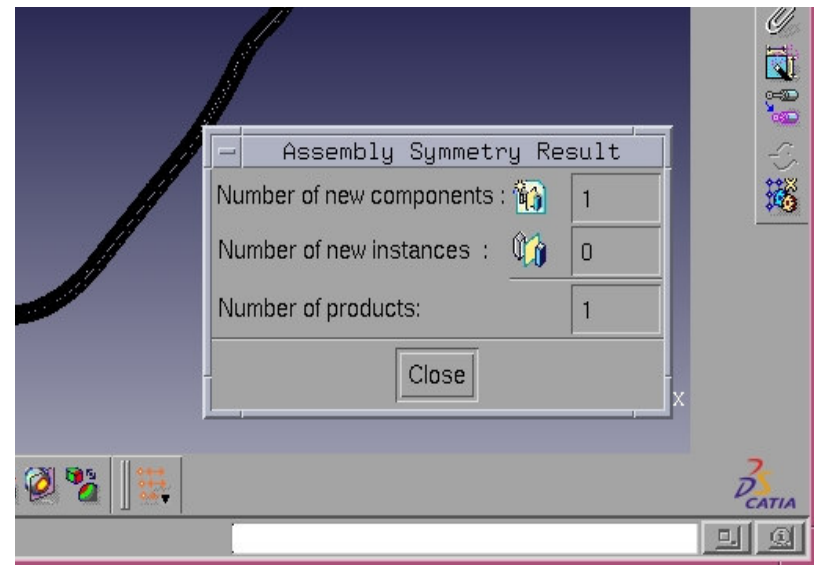 Assembly Symmetry Result
Number of new components : 1
Number of new instances : 0
Number of products: 1
Close
X
DS
CATIA